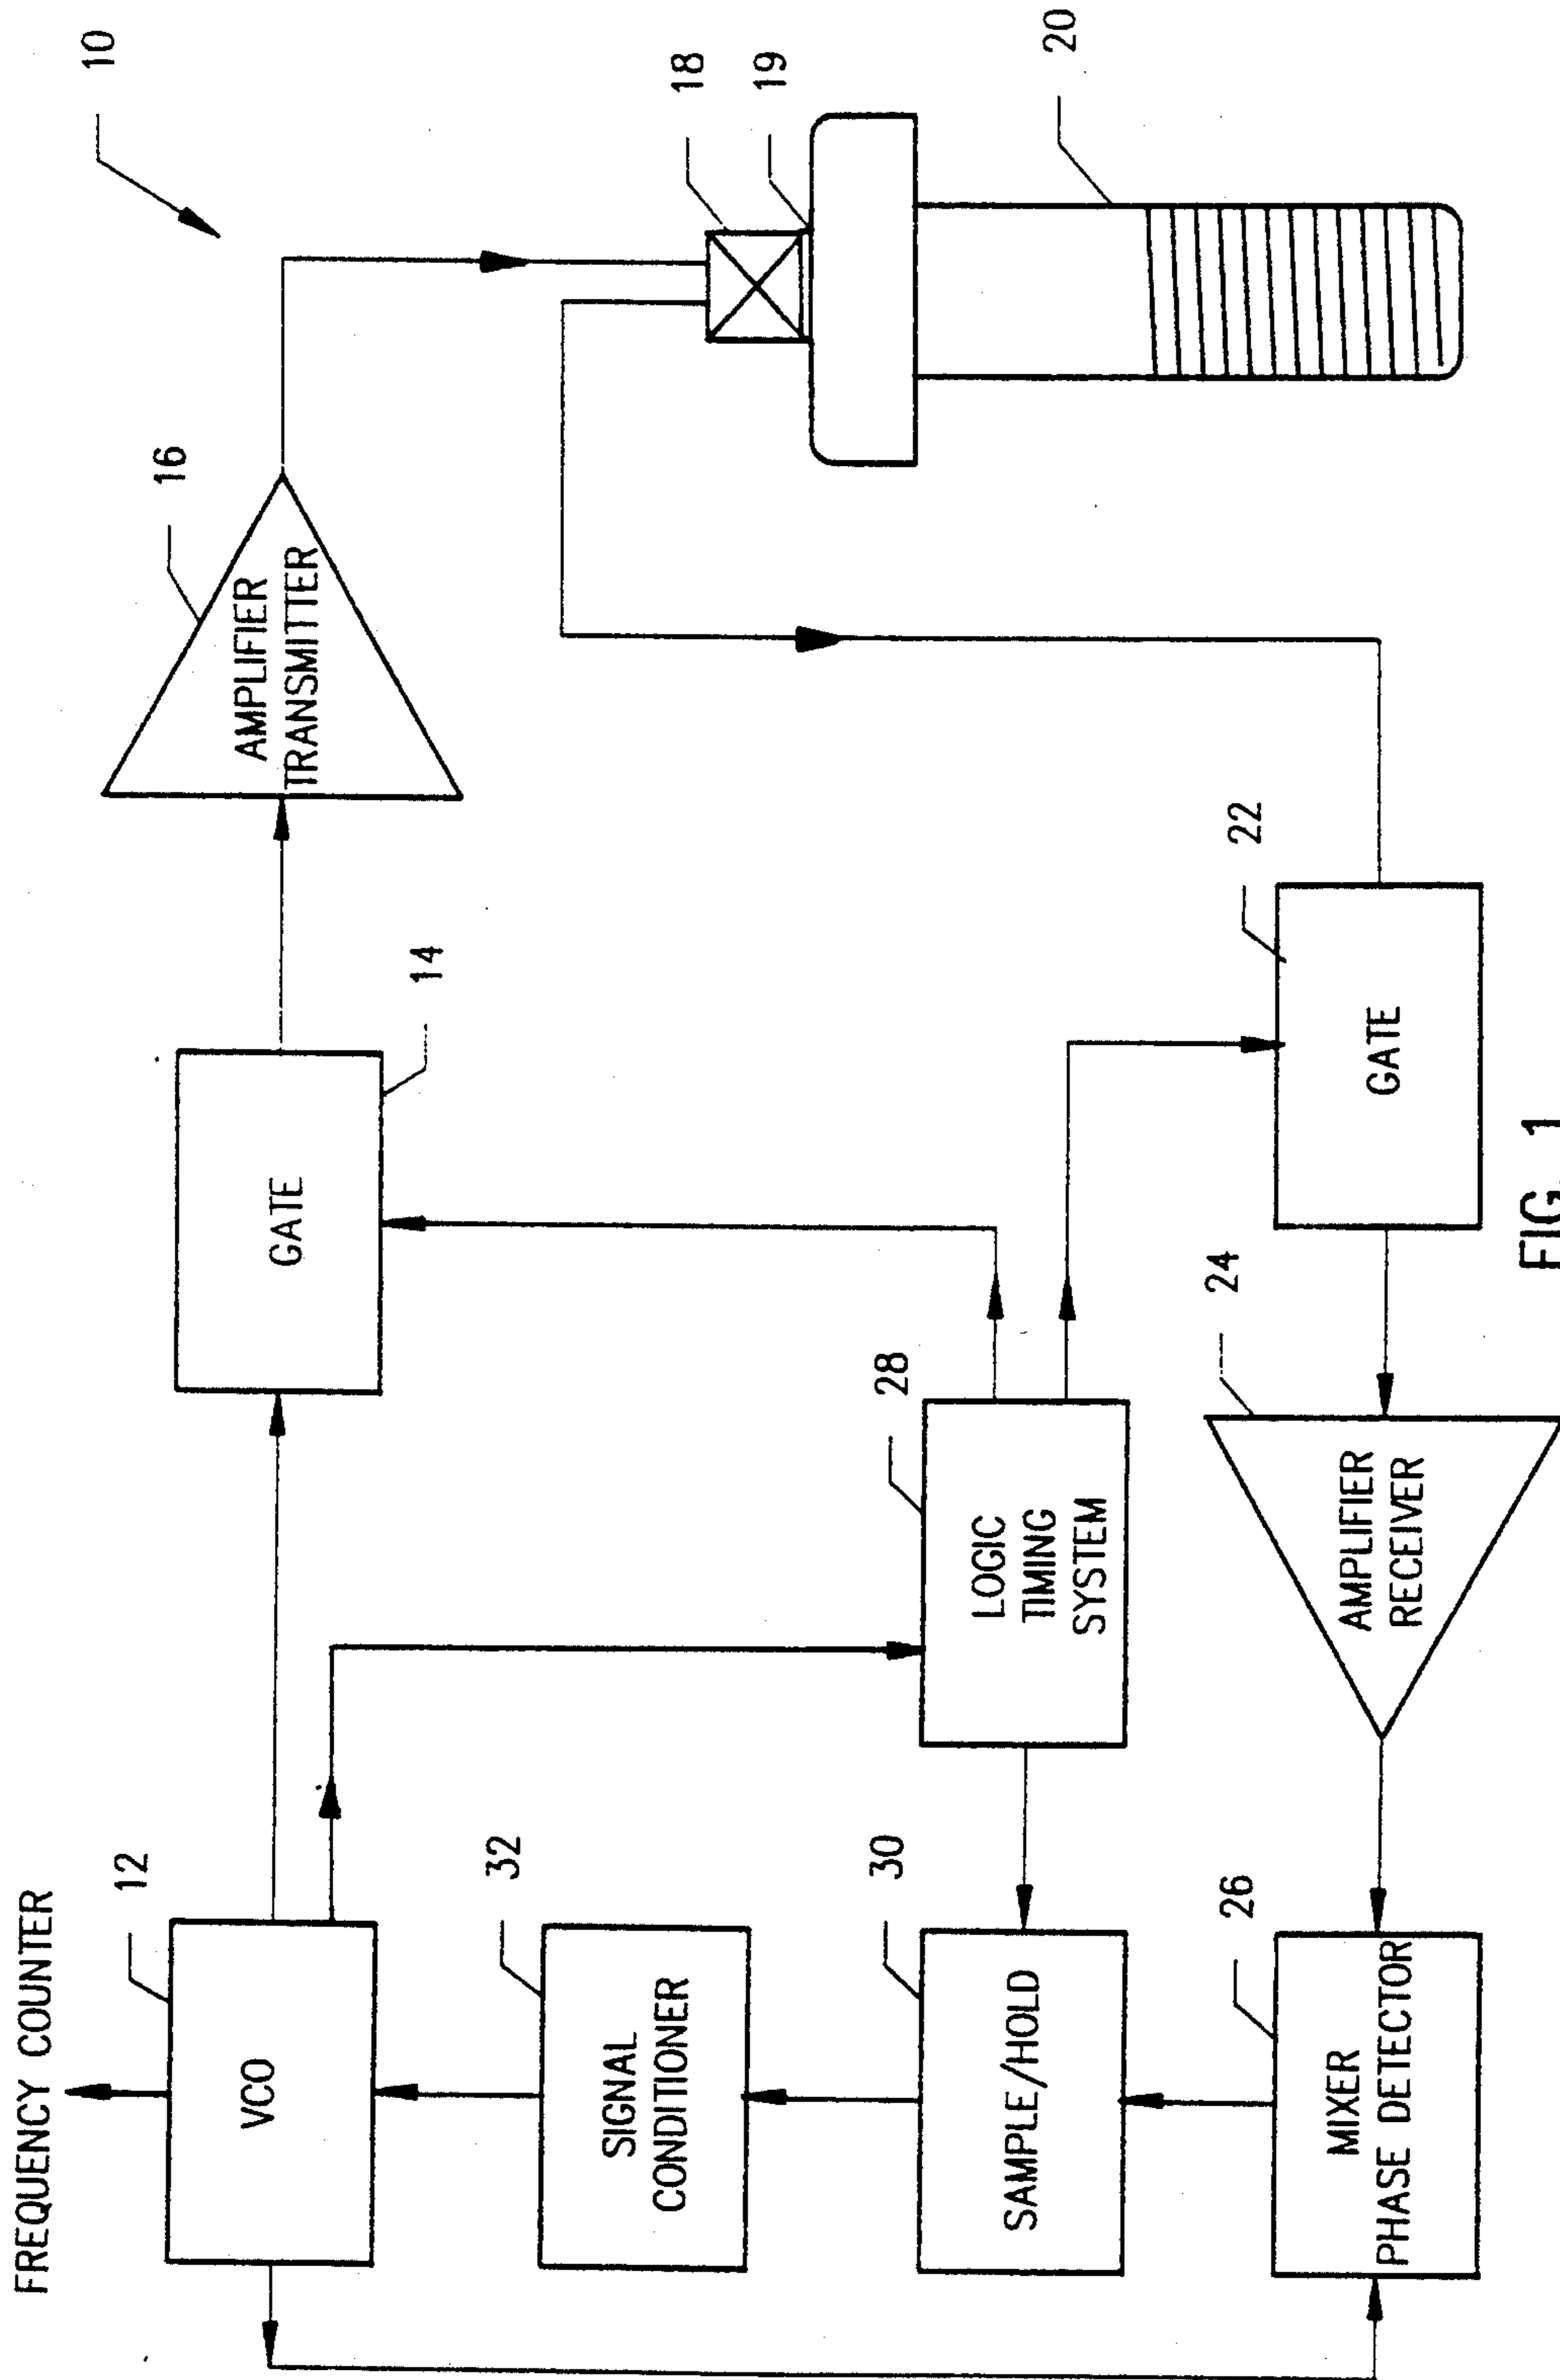 FREQUENCY COUNTER
10
12
VCO
GATE
14
AMPLIFIER
TRANSMITTER
16
18
19
20
32
SIGNAL
CONDITIONER
30
SAMPLE/HOLD
28
LOGIC
TIMING
SYSTEM
26
MIXER
PHASE DETECTOR
24
AMPLIFIER
RECEIVER
22
GATE
FIG. 1